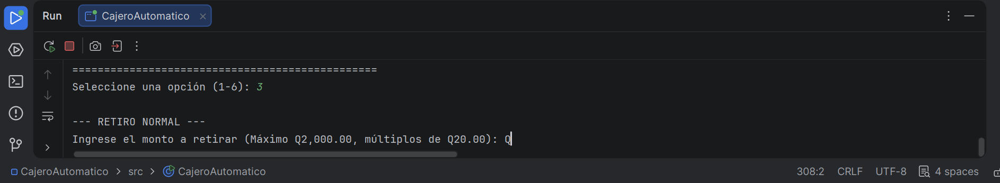 Run CajeroAutomatico
===============================================
Seleccione una opción (1-6): 3
--- RETIRO NORMAL ---
Ingrese el monto a retirar (Máximo Q2,000.00, múltiplos de Q20.00): Q
CajeroAutomatico > src > CajeroAutomatico 308:2 CRLF UTF-8 4 spaces